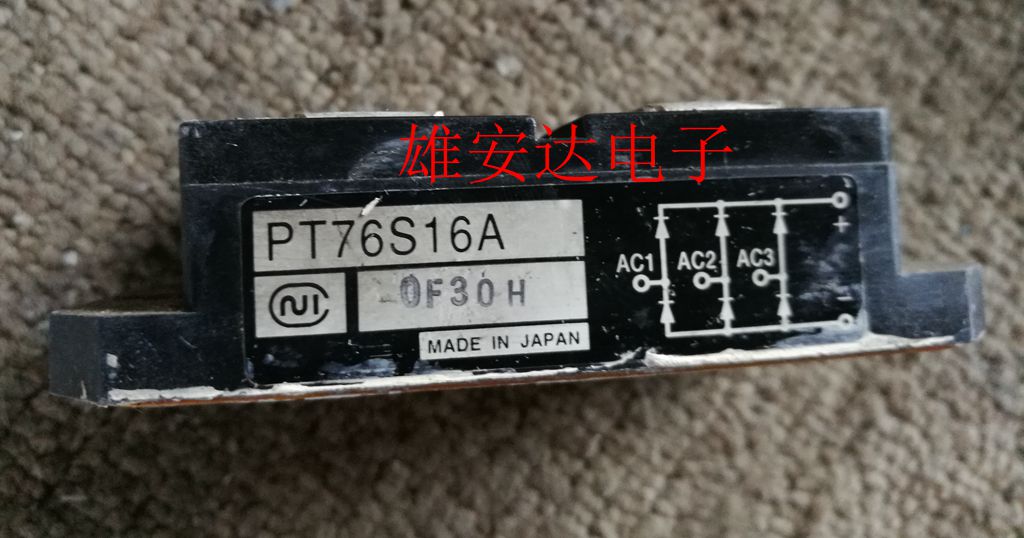 雄安达电子
PT76S16A
0F30H
MADE IN JAPAN
AC1 AC2 AC3
+
−